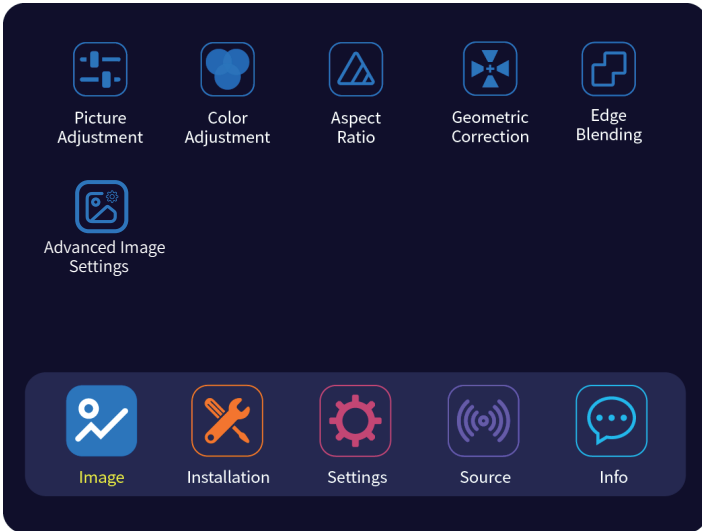 Picture
Adjustment
Color
Adjustment
Aspect
Ratio
Geometric
Correction
Edge
Blending
Advanced Image
Settings
Image
Installation
Settings
Source
Info